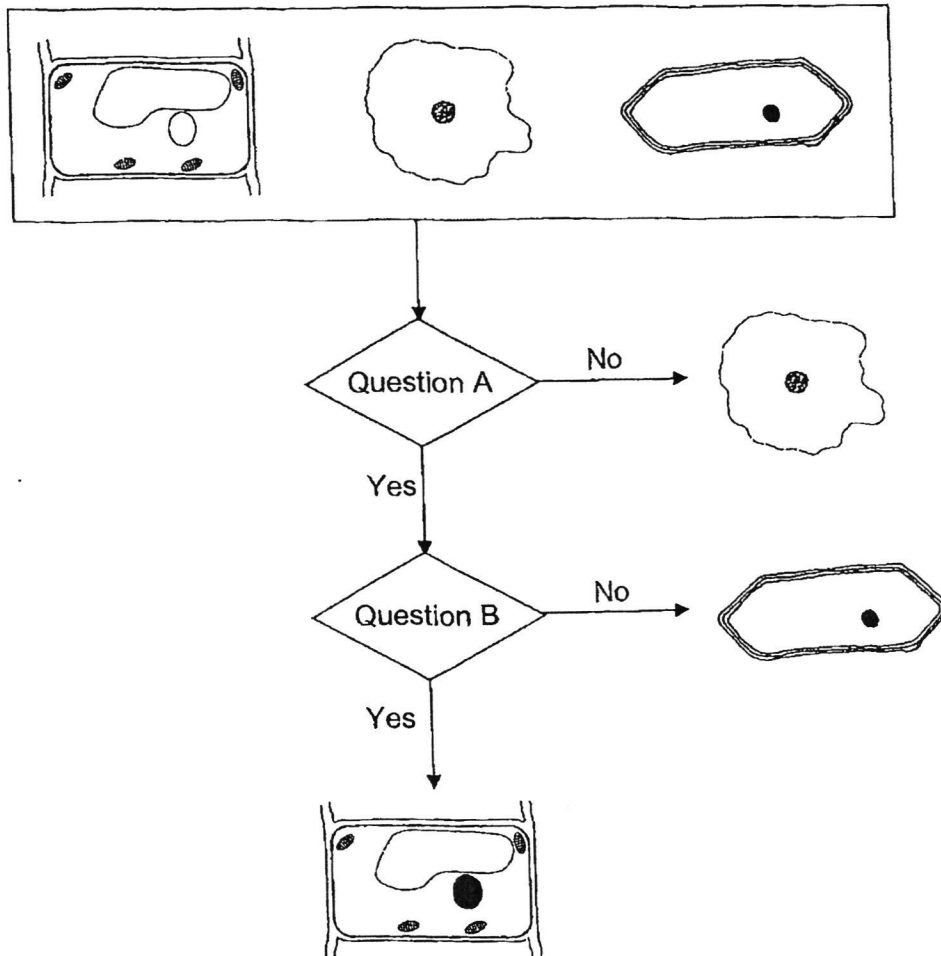 Question A
No
Yes
Question B
No
Yes